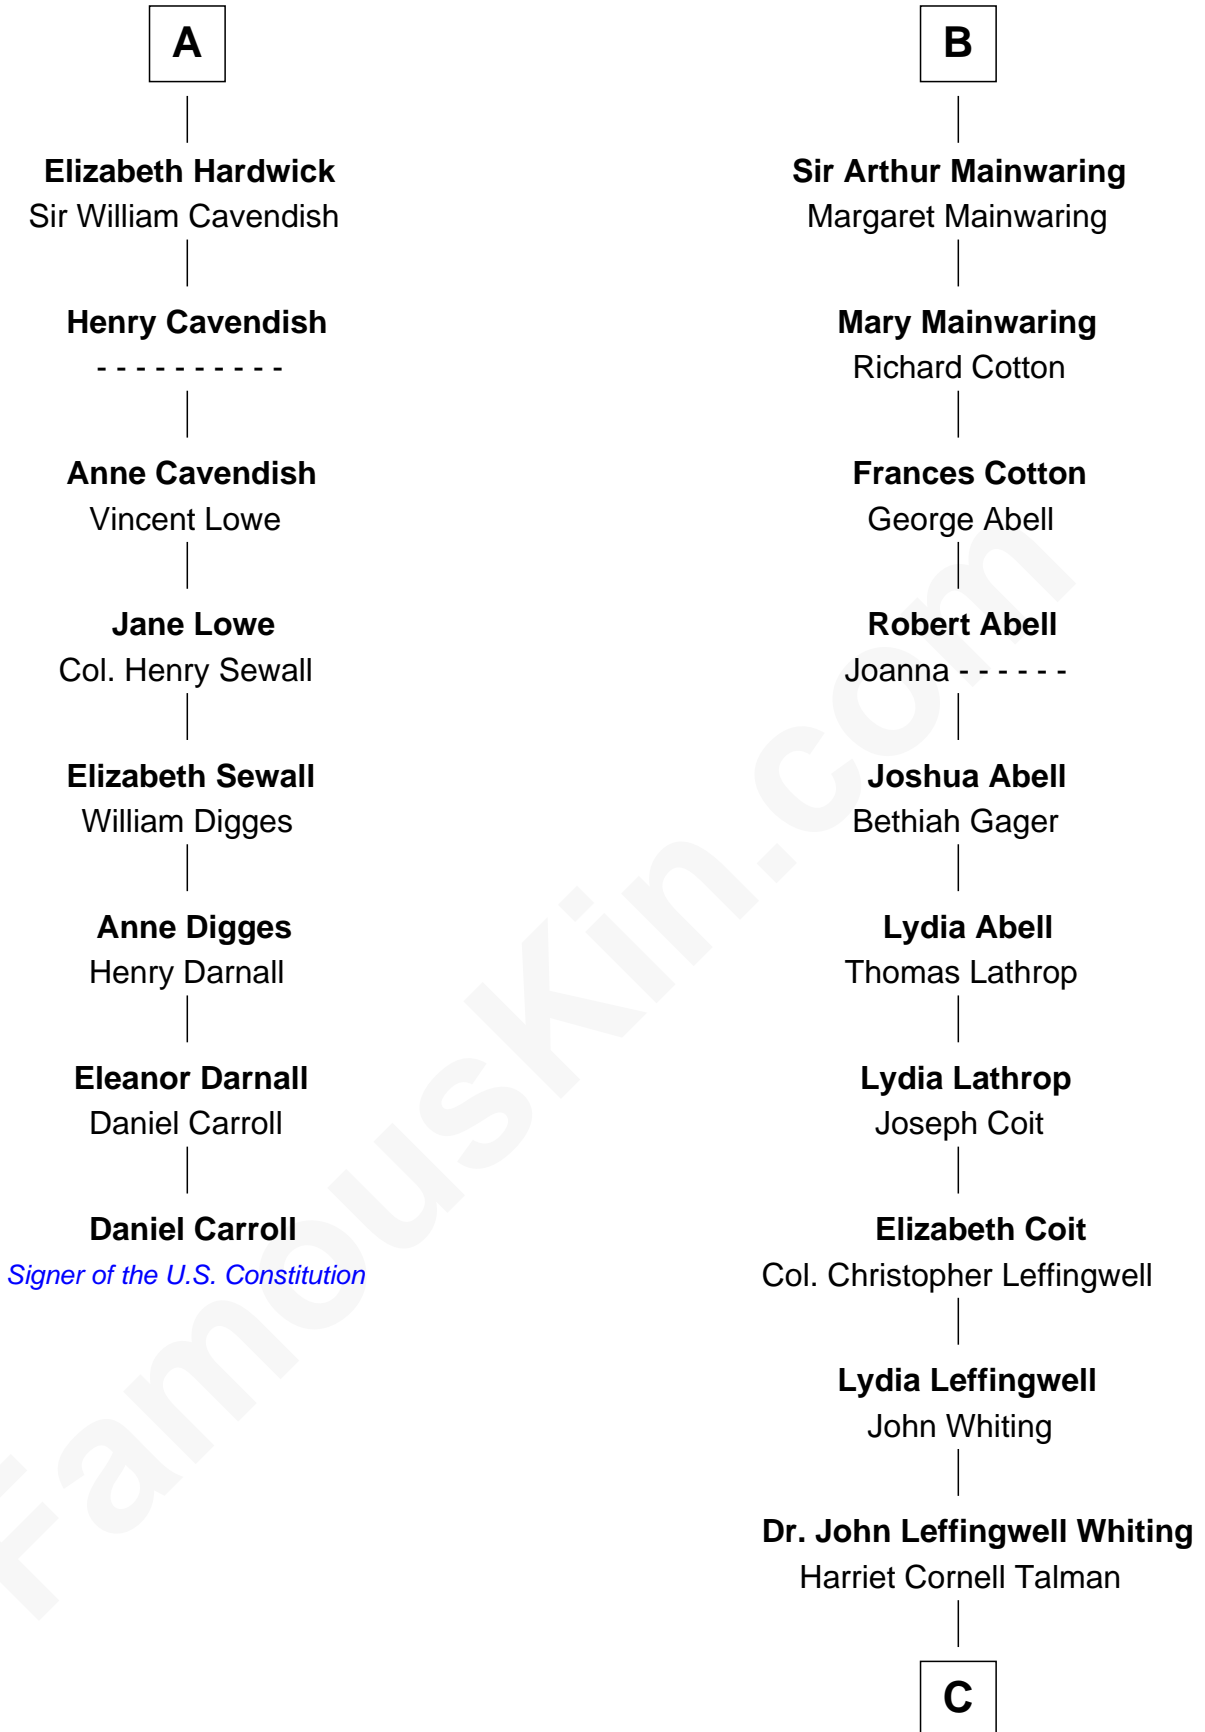 A
Elizabeth Hardwick
Sir William Cavendish
Henry Cavendish
- - - - - - - - - -
Anne Cavendish
Vincent Lowe
Jane Lowe
Col. Henry Sewall
Elizabeth Sewall
William Digges
Anne Digges
Henry Darnall
Eleanor Darnall
Daniel Carroll
Daniel Carroll
Signer of the U.S. Constitution
B
Sir Arthur Mainwaring
Margaret Mainwaring
Mary Mainwaring
Richard Cotton
Frances Cotton
George Abell
Robert Abell
Joanna - - - - - -
Joshua Abell
Bethiah Gager
Lydia Abell
Thomas Lathrop
Lydia Lathrop
Joseph Coit
Elizabeth Coit
Col. Christopher Leffingwell
Lydia Leffingwell
John Whiting
Dr. John Leffingwell Whiting
Harriet Cornell Talman
C
FamousKin.com